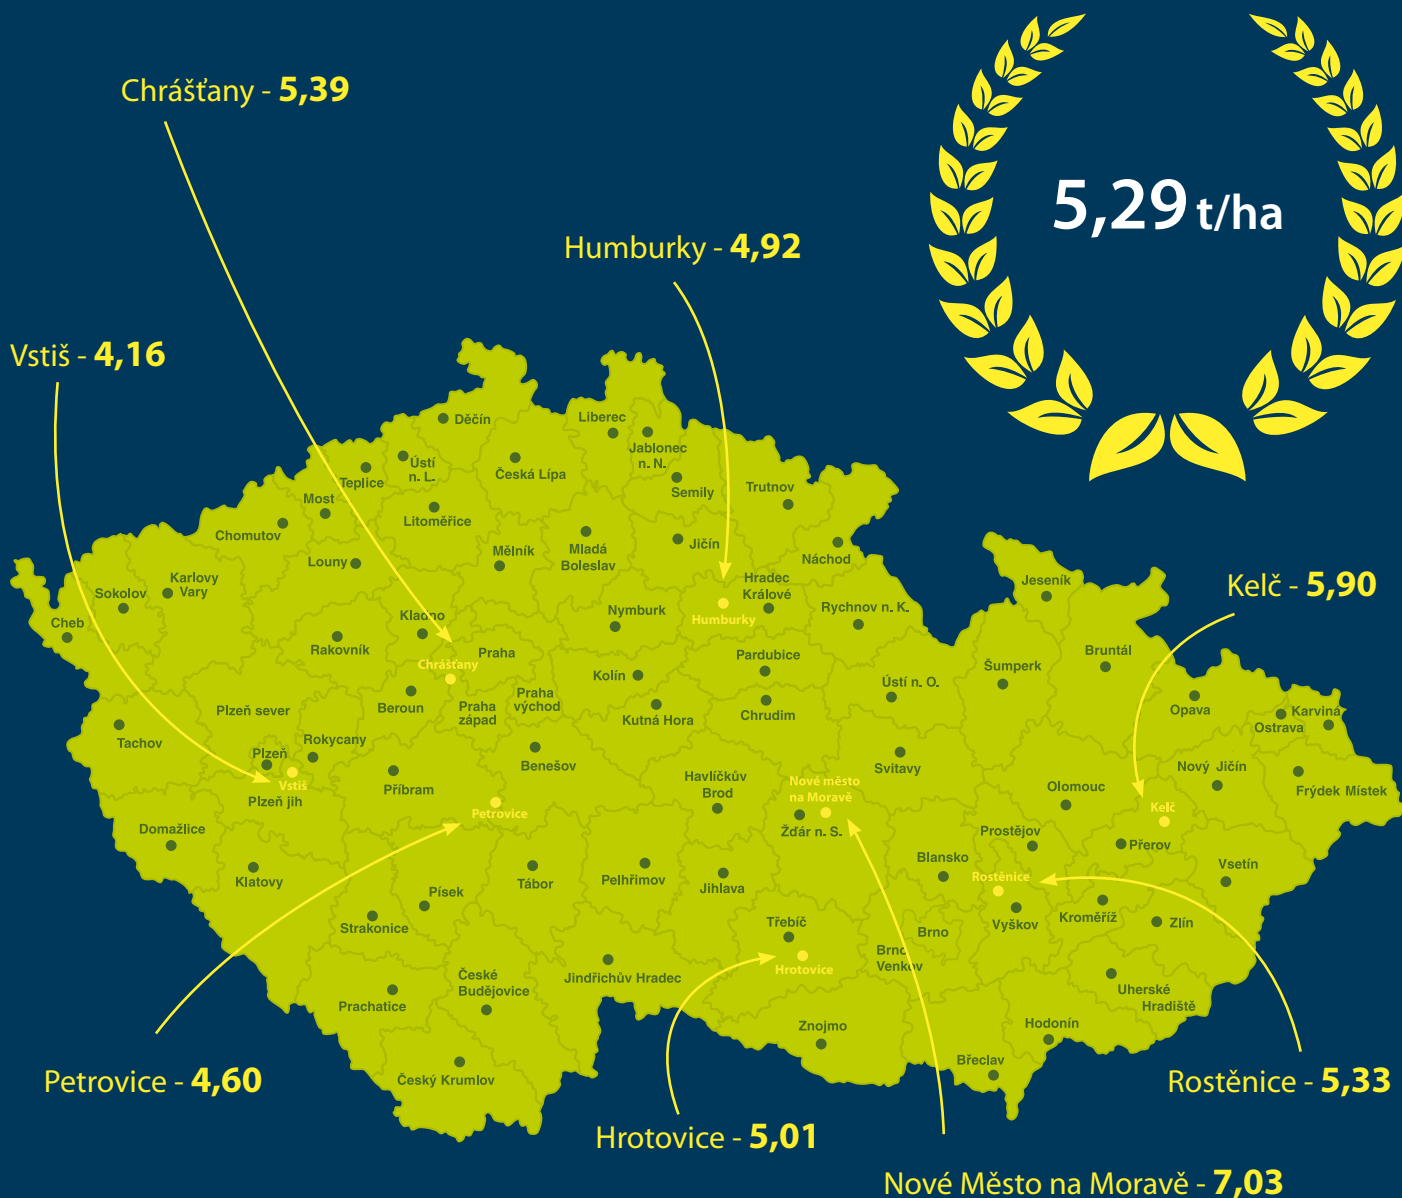 Chrášťany - 5,39
5,29 t/ha
Humburky - 4,92
Vstiš - 4,16
Děčín
Liberec
Jablonec
n. N.
Ústí
n. L.
Teplice
Česká Lípa
Semily
Trutnov
Most
Litoměřice
Chomutov
Mělník
Mladá
Boleslav
Jičín
Náchod
Louny
Karlovy
Vary
Sokolov
Hradec
Králové
Jeseník
Kelč - 5,90
Cheb
Kladno
Nymburk
Humburky
Rychnov n. K.
Rakovník
Chrášťany
Praha
Pardubice
Šumperk
Bruntál
Kolín
Ústí n. O.
Beroun
Praha
západ
Praha
východ
Kutná Hora
Chrudim
Opava
Karviná
Ostrava
Plzeň sever
Tachov
Rokycany
Plzeň
Vstiš
Plzeň jih
Příbram
Benešov
Havlíčkův
Brod
Nové město
na Moravě
Svitavy
Olomouc
Nový Jičín
Frýdek Místek
Kelč
Petrovice
Domažlice
Žďár n. S.
Prostějov
Přerov
Klatovy
Tábor
Pelhřimov
Jihlava
Blansko
Rostěnice
Vsetín
Písek
Strakonice
Třebíč
Brno
Vyškov
Kroměříž
Zlín
Brno
Venkov
Hrotovice
České
Budějovice
Jindřichův Hradec
Prachatice
Uherské
Hradiště
Znojmo
Hodonín
Břeclav
Český Krumlov
Petrovice - 4,60
Rostěnice - 5,33
Hrotovice - 5,01
Nové Město na Moravě - 7,03